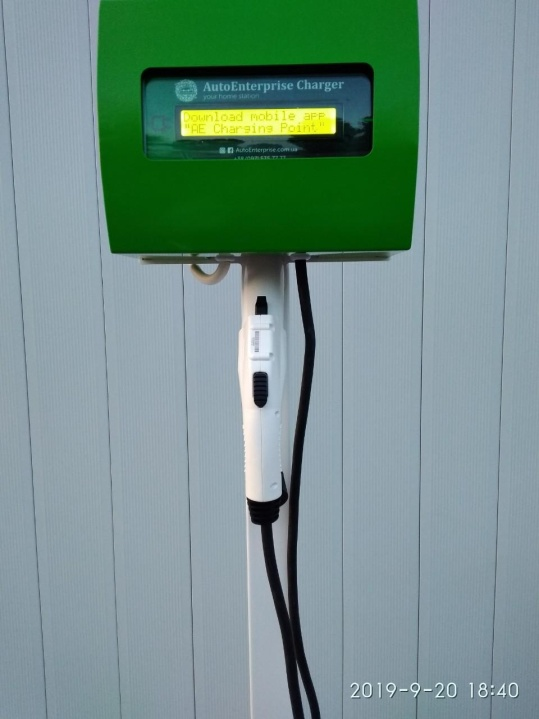 AutoEnterprise Charger
your home station
Download mobile app
"AE Charging Point"
AutoEnterprise.com.ua
2019-9-20 18:40